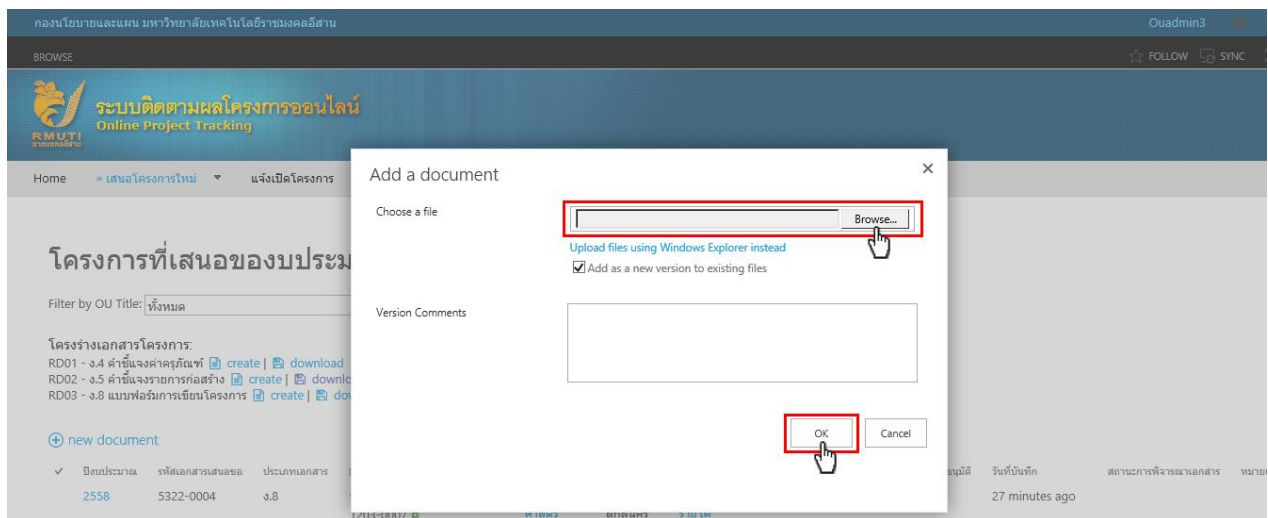 กองนโยบายและแผน มหาวิทยาลัยเทคโนโลยีราชมงคลอีสาน Ouadmin3
BROWSE FOLLOW SYNC
ระบบติดตามผลโครงการออนไลน์
Online Project Tracking
RMUTI
Home » เสนอโครงการใหม่ แจ้งเปิดโครงการ
Add a document
Choose a file Browse...
Upload files using Windows Explorer instead
Add as a new version to existing files
โครงการที่เสนอของบประม
Filter by OU Title: ทั้งหมด
Version Comments
โครงร่างเอกสารโครงการ:
RD01 - ง.4 คำชี้แจงค่าครุภัณฑ์ create | download
RD02 - ง.5 คำชี้แจงรายการก่อสร้าง create | downlo
RD03 - ง.8 แบบฟอร์มการเขียนโครงการ create | do
OK Cancel
new document
ปีงบประมาณ รหัสเอกสารเสนอขอ ประเภทเอกสาร วันที่บันทึก สถานะการพิจารณาเอกสาร
2558 5322-0004 ง.8 27 minutes ago